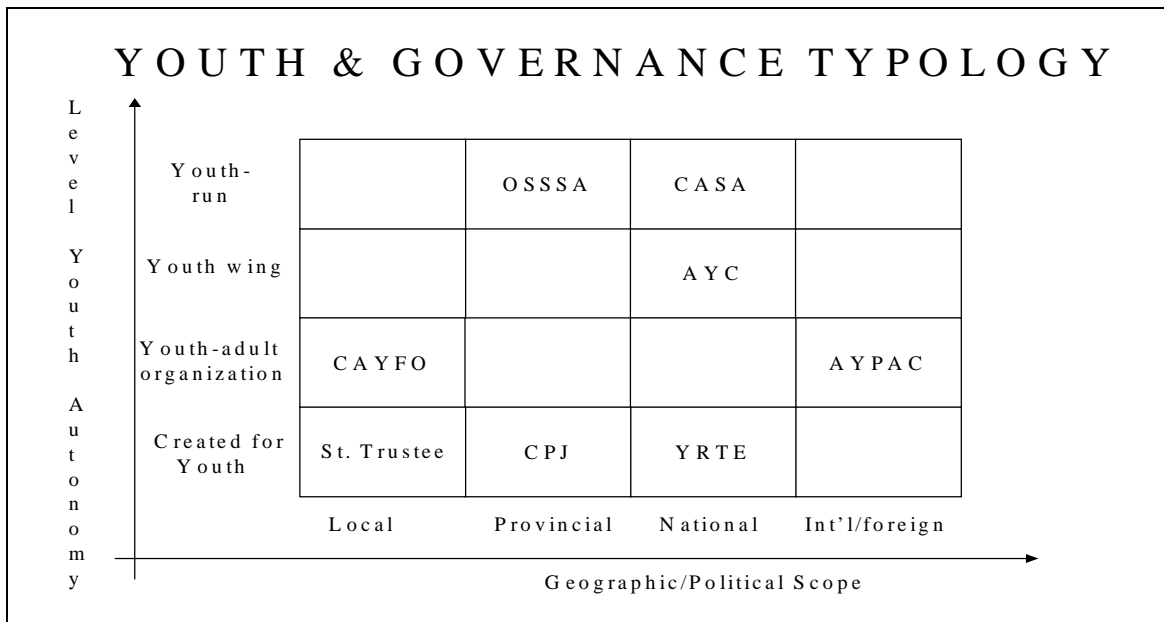 YOUTH & GOVERNANCE TYPOLOGY
Level Youth Autonomy
Youth-
run
OSSSA CASA
Youth wing
AYC
Youth-adult
organization
CAYFO AYPAC
Created for
Youth
St. Trustee CPJ YRTE
Local Provincial National Int'l/foreign
Geographic/Political Scope